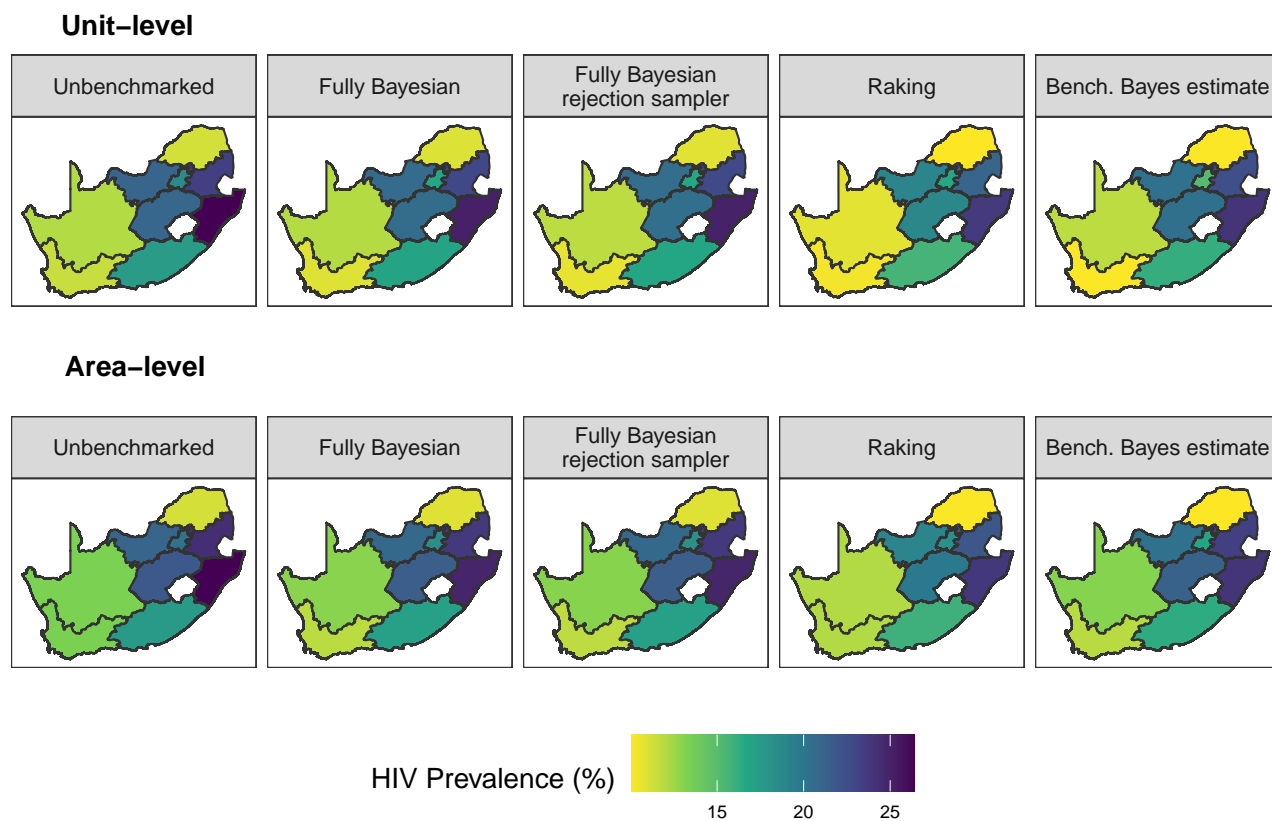 Unit−level
Unbenchmarked
Fully Bayesian
Fully Bayesian
rejection sampler
Raking
Bench. Bayes estimate
Area−level
Unbenchmarked
Fully Bayesian
Fully Bayesian
rejection sampler
Raking
Bench. Bayes estimate
HIV Prevalence (%)
15
20
25